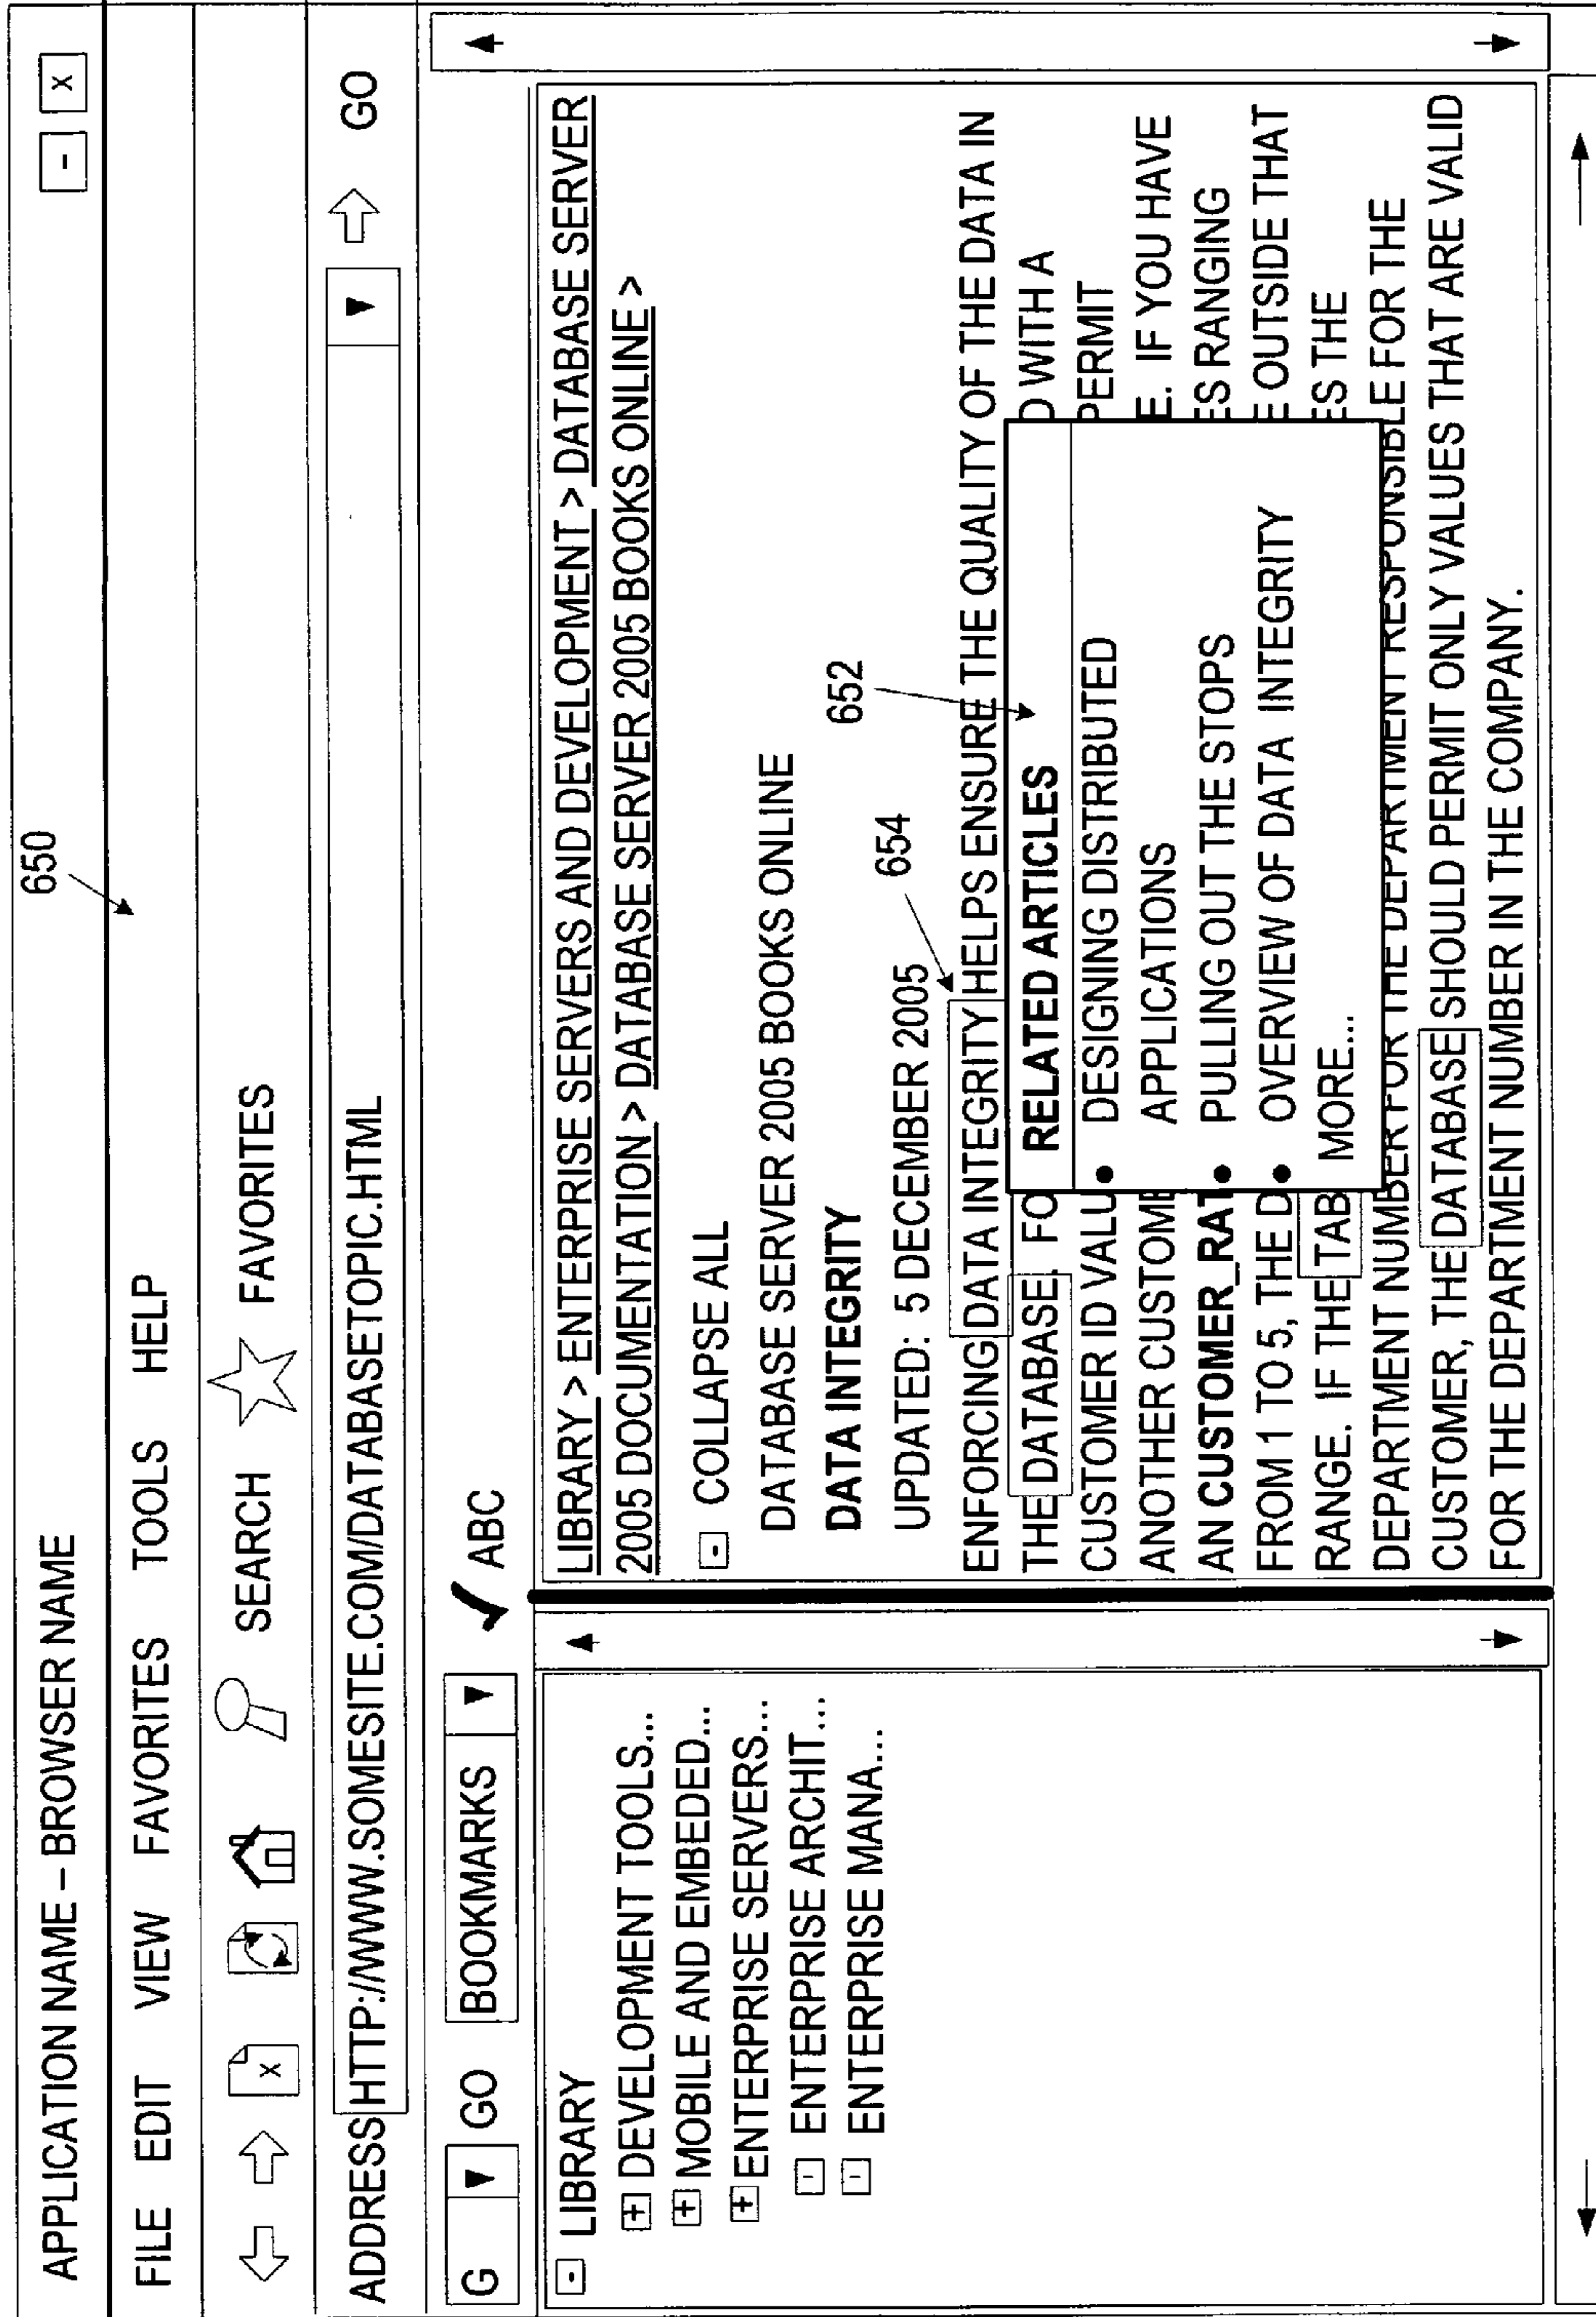 650
APPLICATION NAME – BROWSER NAME - X
FILE EDIT VIEW FAVORITES TOOLS HELP
X SEARCH FAVORITES
ADDRESS HTTP://WWW.SOMESITE.COM/DATABASETOPIC.HTML GO
G GO BOOKMARKS ABC
- LIBRARY
+ DEVELOPMENT TOOLS...
+ MOBILE AND EMBEDED...
+ ENTERPRISE SERVERS...
- ENTERPRISE ARCHIT...
- ENTERPRISE MANA...
LIBRARY > ENTERPRISE SERVERS AND DEVELOPMENT > DATABASE SERVER
2005 DOCUMENTATION > DATABASE SERVER 2005 BOOKS ONLINE >
- COLLAPSE ALL
DATABASE SERVER 2005 BOOKS ONLINE
DATA INTEGRITY
652
654
UPDATED: 5 DECEMBER 2005
ENFORCING DATA INTEGRITY HELPS ENSURE THE QUALITY OF THE DATA IN
THE DATABASE. FO D WITH A
CUSTOMER ID VALU PERMIT
ANOTHER CUSTOME E. IF YOU HAVE
AN CUSTOMER_RAT ES RANGING
FROM 1 TO 5, THE D E OUTSIDE THAT
RANGE. IF THE TAB ES THE
DEPARTMENT NUMBER FOR THE DEPARTMENT RESPONSIBLE FOR THE
CUSTOMER, THE DATABASE SHOULD PERMIT ONLY VALUES THAT ARE VALID
FOR THE DEPARTMENT NUMBER IN THE COMPANY.
RELATED ARTICLES
• DESIGNING DISTRIBUTED
APPLICATIONS
• PULLING OUT THE STOPS
• OVERVIEW OF DATA INTEGRITY
MORE...